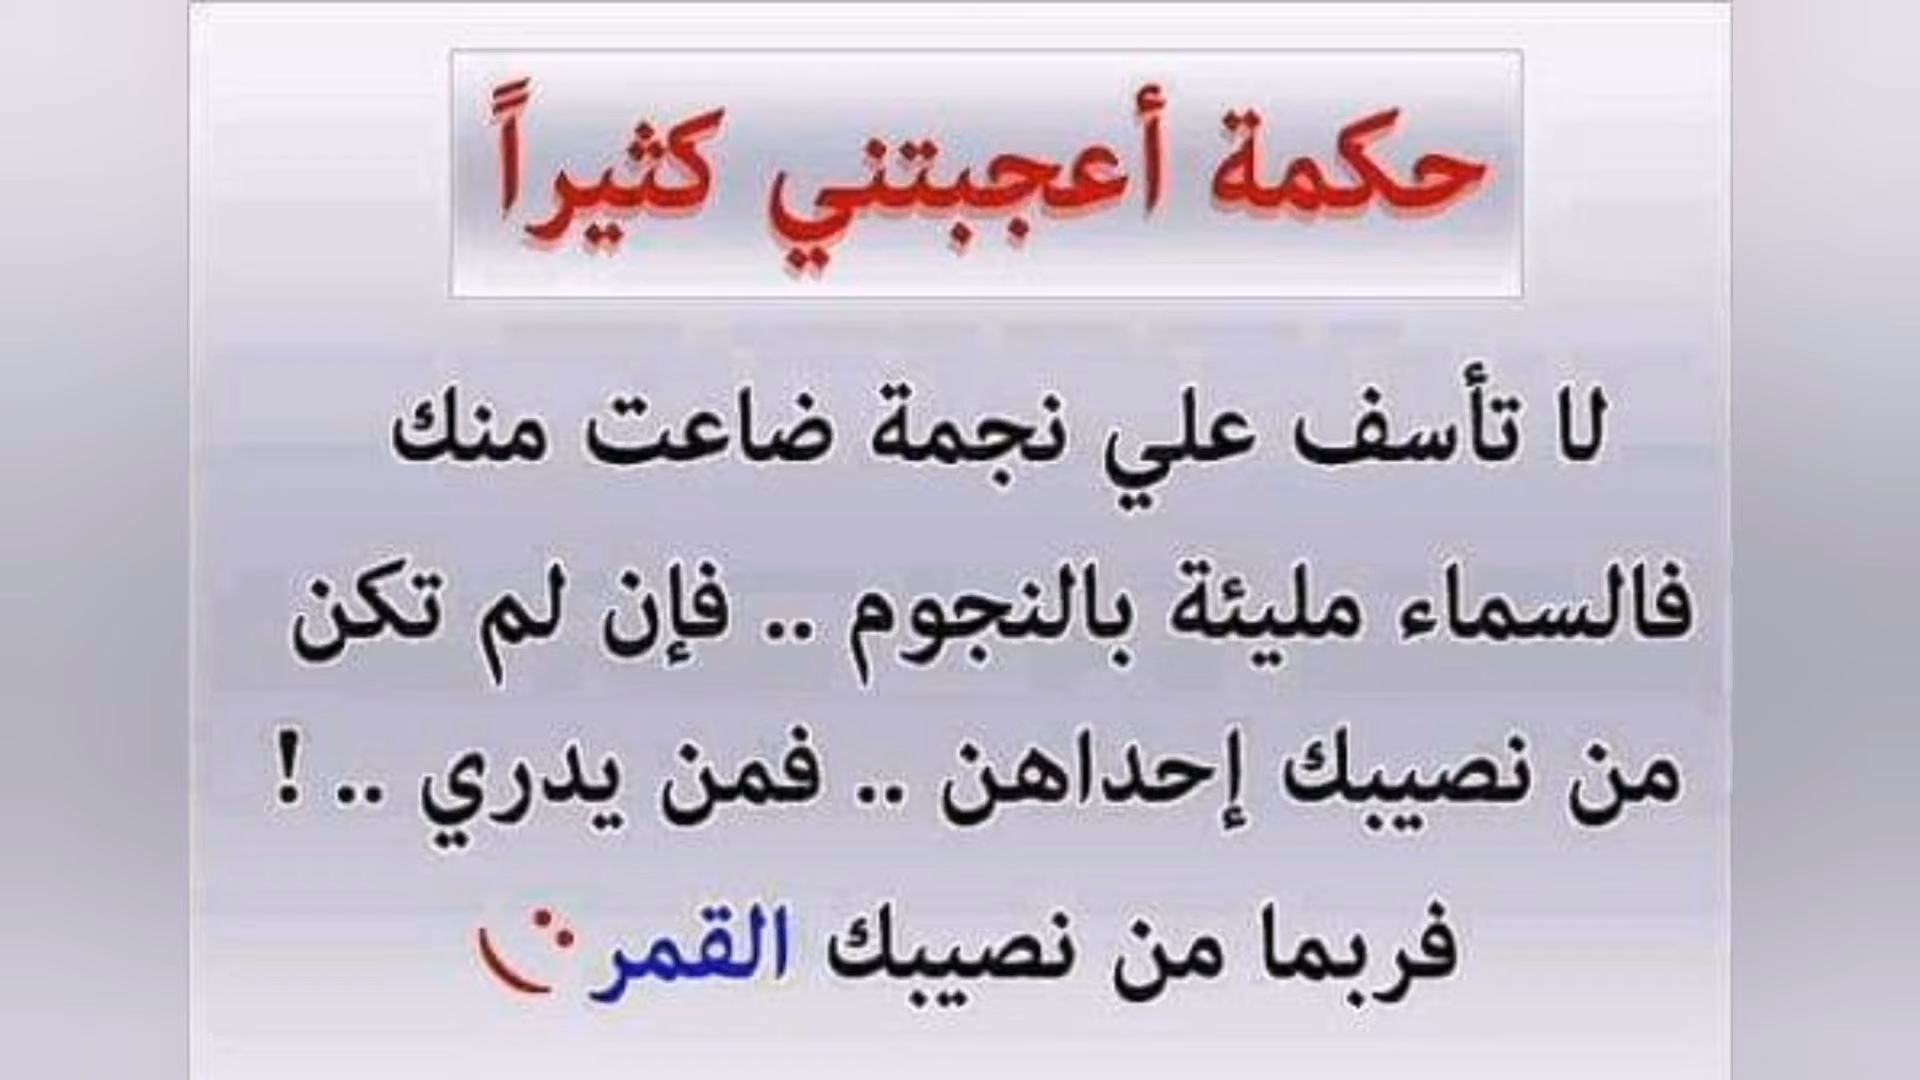 حكمة أعجبتني كثيراً
لا تأسف علي نجمة ضاعت منك
فالسماء مليئة بالنجوم .. فإن لم تكن
من نصيبك إحداهن .. فمن يدري .. !
فربما من نصيبك القمر